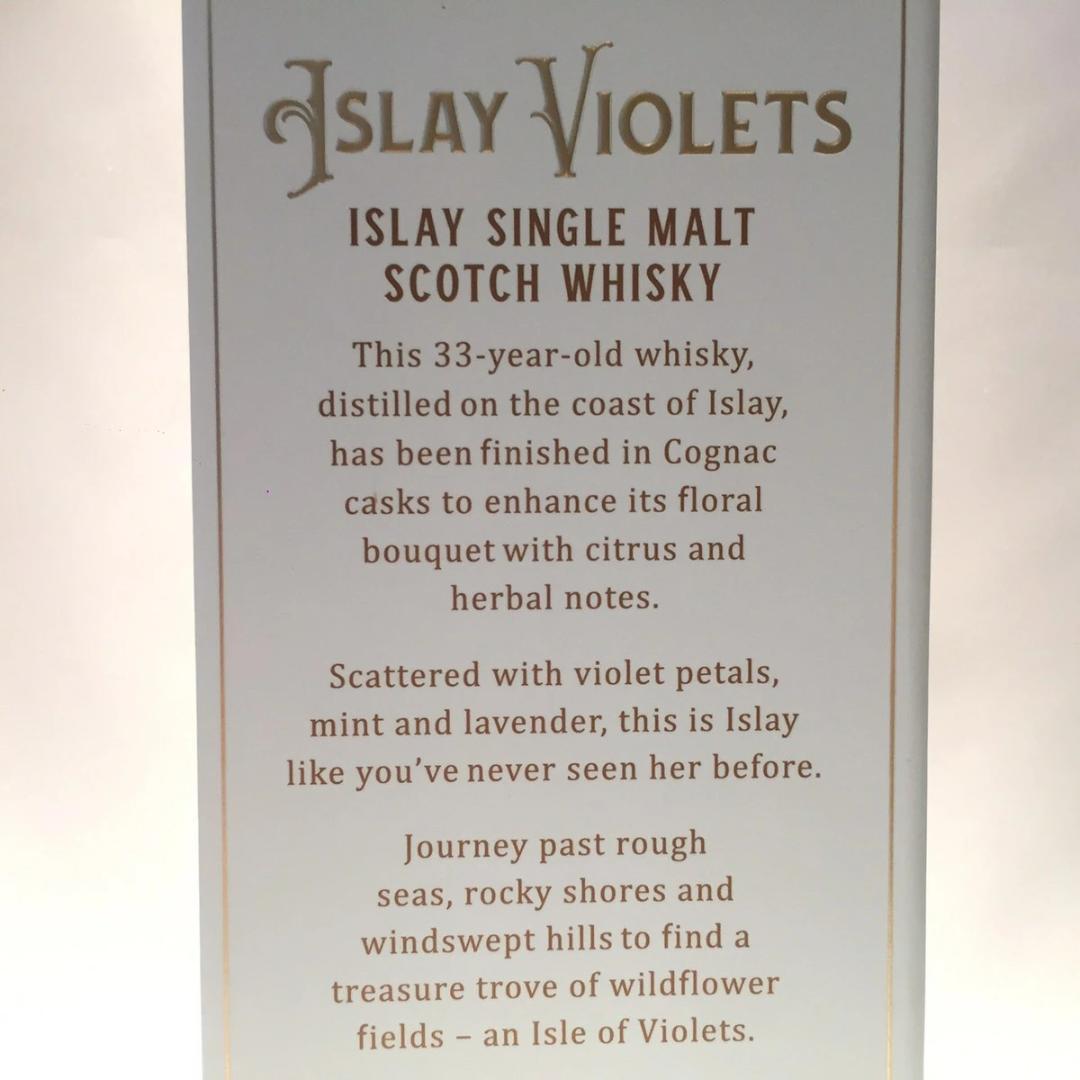 Islay Violets
ISLAY SINGLE MALT
SCOTCH WHISKY
This 33-year-old whisky,
distilled on the coast of Islay,
has been finished in Cognac
casks to enhance its floral
bouquet with citrus and
herbal notes.
Scattered with violet petals,
mint and lavender, this is Islay
like you’ve never seen her before.
Journey past rough
seas, rocky shores and
windswept hills to find a
treasure trove of wildflower
fields – an Isle of Violets.